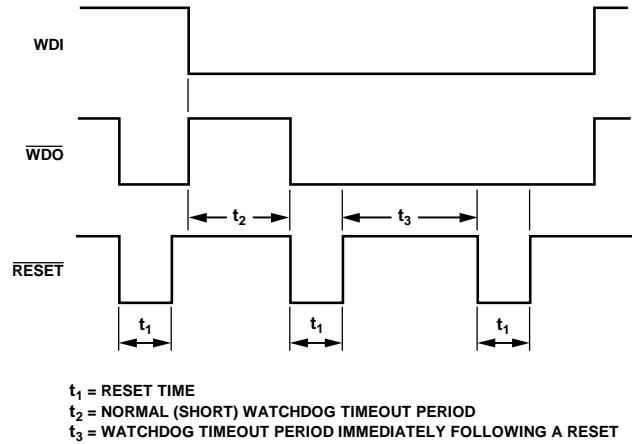 WDI
WDO
t2
t3
RESET
t1
t1
t1
t1 = RESET TIME
t2 = NORMAL (SHORT) WATCHDOG TIMEOUT PERIOD
t3 = WATCHDOG TIMEOUT PERIOD IMMEDIATELY FOLLOWING A RESET